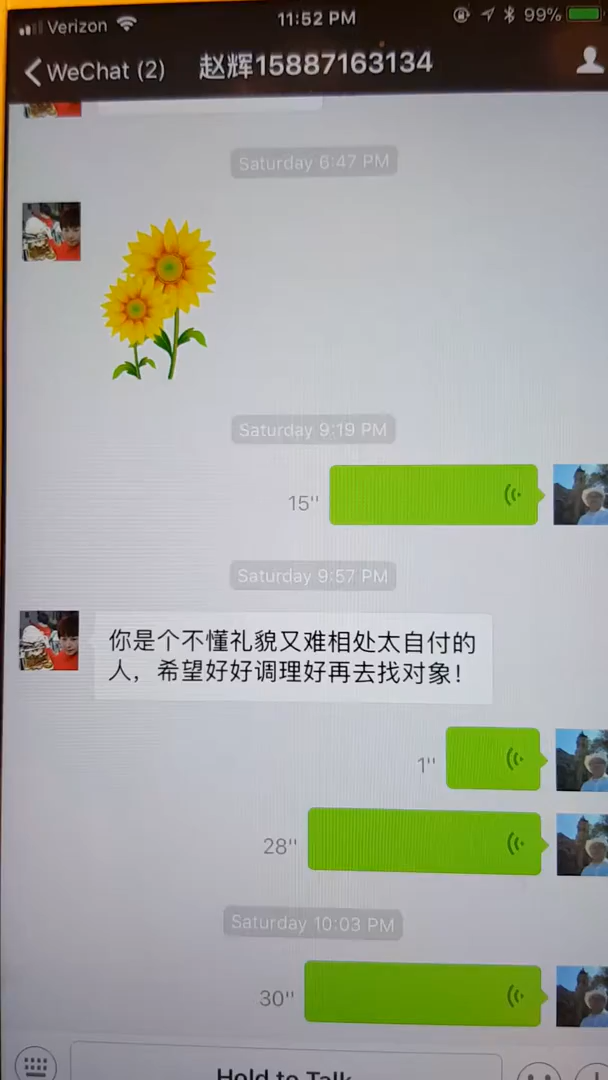 Verizon 11:52 PM 99%
WeChat (2) 赵辉15887163134
Saturday 6:47 PM
Saturday 9:19 PM
15"
Saturday 9:57 PM
你是个不懂礼貌又难相处太自付的
人，希望好好调理好再去找对象！
1"
28"
Saturday 10:03 PM
30"
Hold to Talk